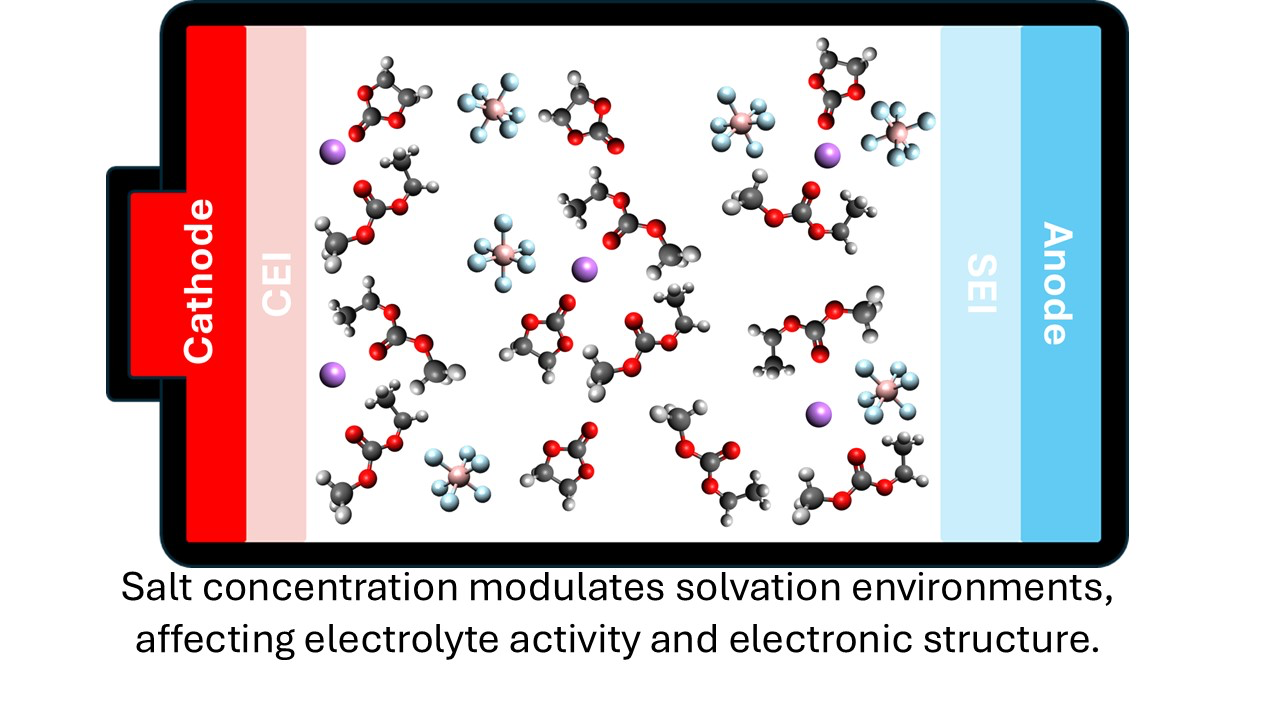 Cathode
CEI
SEI
Anode
Salt concentration modulates solvation environments,
affecting electrolyte activity and electronic structure.